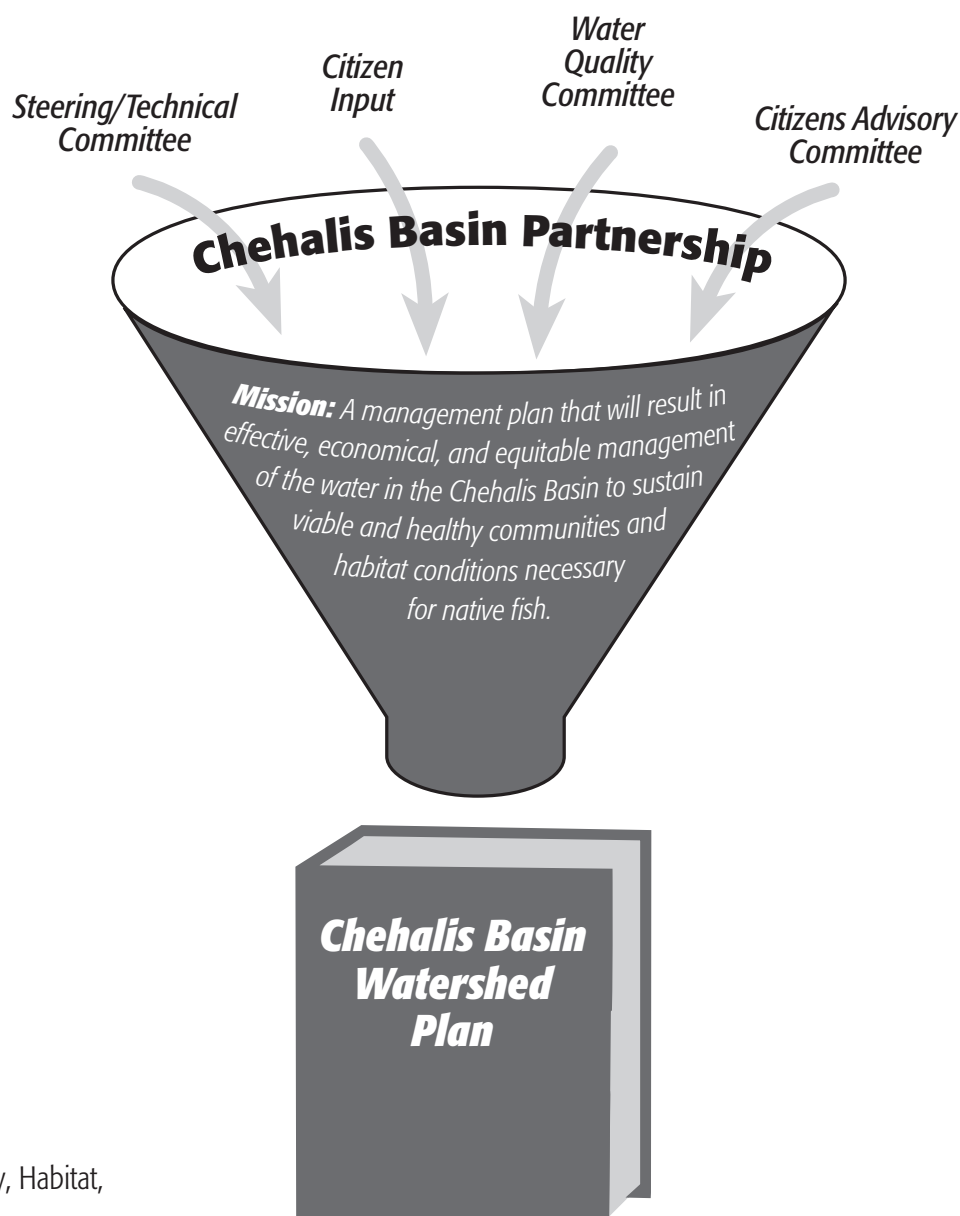 Steering/Technical
Committee
Citizen
Input
Water
Quality
Committee
Citizens Advisory
Committee
Chehalis Basin Partnership
Mission: A management plan that will result in
effective, economical, and equitable management
of the water in the Chehalis Basin to sustain
viable and healthy communities and
habitat conditions necessary
for native fish.
Chehalis Basin
Watershed
Plan
, Habitat,